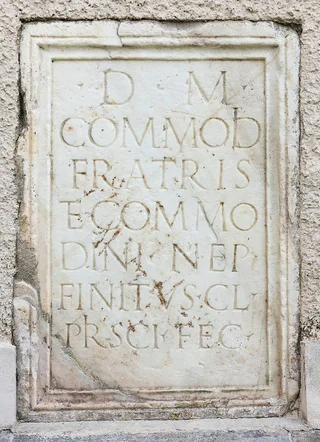 D M
COMMOD
FRATRIS
ET·COMMO
DINI NEP
FINITVS·CL
PR·SCI·FEC